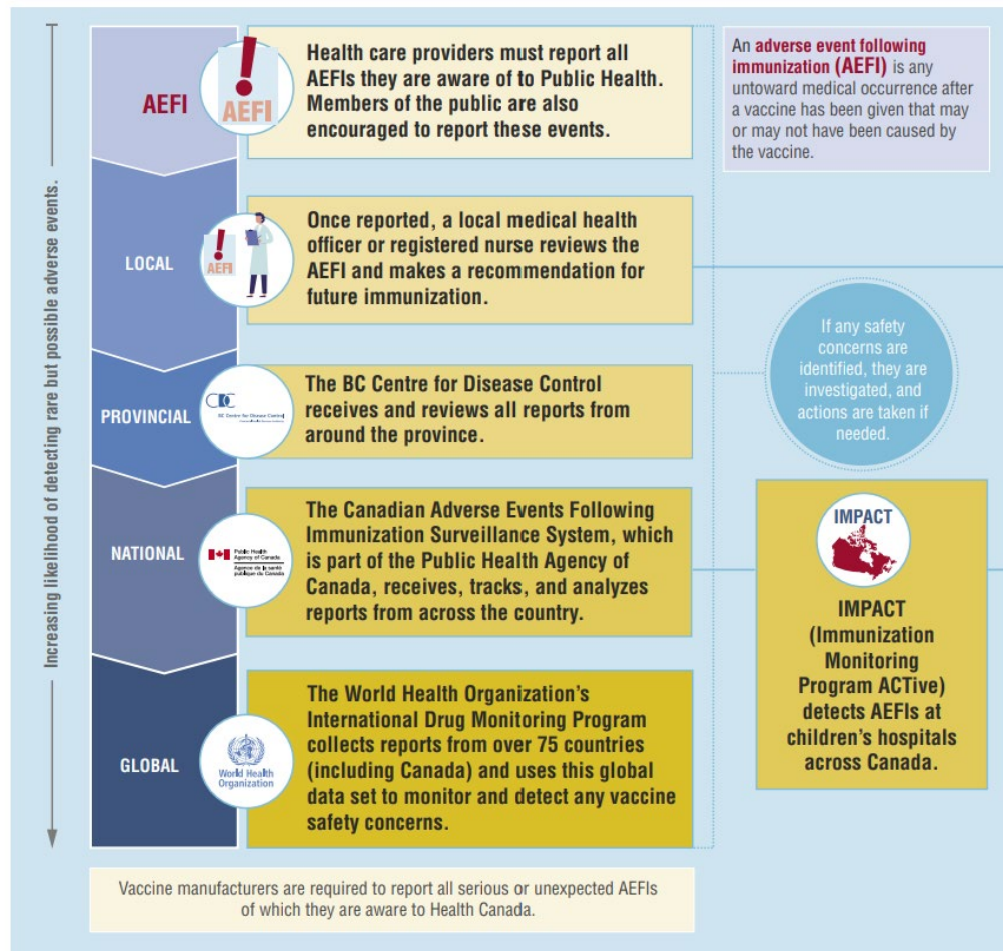 Increasing likelihood of detecting rare but possible adverse events.
AEFI
AEFI
Health care providers must report all
AEFIs they are aware of to Public Health.
Members of the public are also
encouraged to report these events.
An adverse event following
immunization (AEFI) is any
untoward medical occurrence after
a vaccine has been given that may
or may not have been caused by
the vaccine.
LOCAL
AEFI
Once reported, a local medical health
officer or registered nurse reviews the
AEFI and makes a recommendation for
future immunization.
If any safety
concerns are
identified, they are
investigated, and
actions are taken if
needed.
PROVINCIAL
BC Centre for Disease Control
The BC Centre for Disease Control
receives and reviews all reports from
around the province.
NATIONAL
Public Health
Agency of Canada
Agence de la santé
publique du Canada
The Canadian Adverse Events Following
Immunization Surveillance System, which
is part of the Public Health Agency of
Canada, receives, tracks, and analyzes
reports from across the country.
IMPACT
IMPACT
(Immunization
Monitoring
Program ACTive)
detects AEFIs at
children's hospitals
across Canada.
GLOBAL
World Health
Organization
The World Health Organization's
International Drug Monitoring Program
collects reports from over 75 countries
(including Canada) and uses this global
data set to monitor and detect any vaccine
safety concerns.
Vaccine manufacturers are required to report all serious or unexpected AEFIs
of which they are aware to Health Canada.